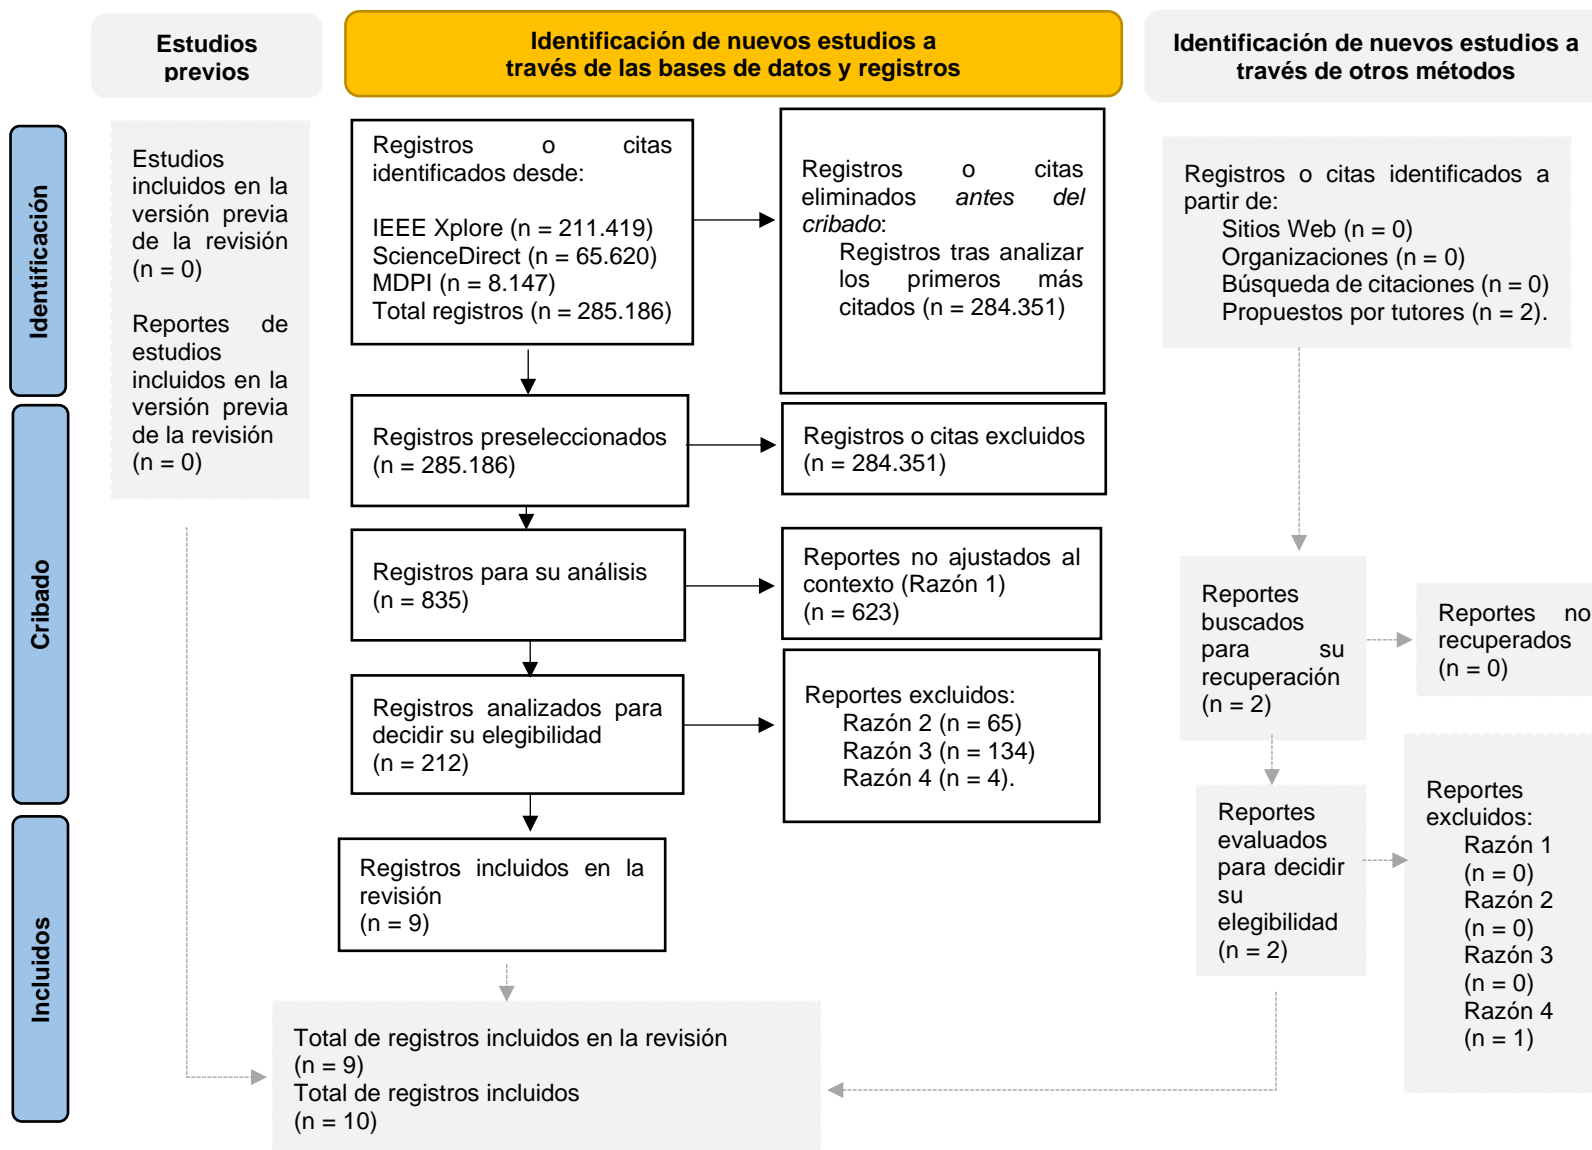 Estudios
previos
Identificación de nuevos estudios a
través de las bases de datos y registros
Identificación de nuevos estudios a
través de otros métodos
Identificación
Estudios
incluidos en la
versión previa
de la revisión
(n = 0)
Reportes de
estudios
incluidos en la
versión previa
de la revisión
(n = 0)
Registros o citas
identificados desde:
IEEE Xplore (n = 211.419)
ScienceDirect (n = 65.620)
MDPI (n = 8.147)
Total registros (n = 285.186)
Registros o citas
eliminados antes del
cribado:
Registros tras analizar
los primeros más
citados (n = 284.351)
Registros o citas identificados a
partir de:
Sitios Web (n = 0)
Organizaciones (n = 0)
Búsqueda de citaciones (n = 0)
Propuestos por tutores (n = 2).
Cribado
Registros preseleccionados
(n = 285.186)
Registros o citas excluidos
(n = 284.351)
Registros para su análisis
(n = 835)
Reportes no ajustados al
contexto (Razón 1)
(n = 623)
Registros analizados para
decidir su elegibilidad
(n = 212)
Reportes excluidos:
Razón 2 (n = 65)
Razón 3 (n = 134)
Razón 4 (n = 4).
Reportes
buscados
para su
recuperación
(n = 2)
Reportes no
recuperados
(n = 0)
Reportes
evaluados
para decidir
su
elegibilidad
(n = 2)
Reportes
excluidos:
Razón 1
(n = 0)
Razón 2
(n = 0)
Razón 3
(n = 0)
Razón 4
(n = 1)
Incluidos
Registros incluidos en la
revisión
(n = 9)
Total de registros incluidos en la revisión
(n = 9)
Total de registros incluidos
(n = 10)